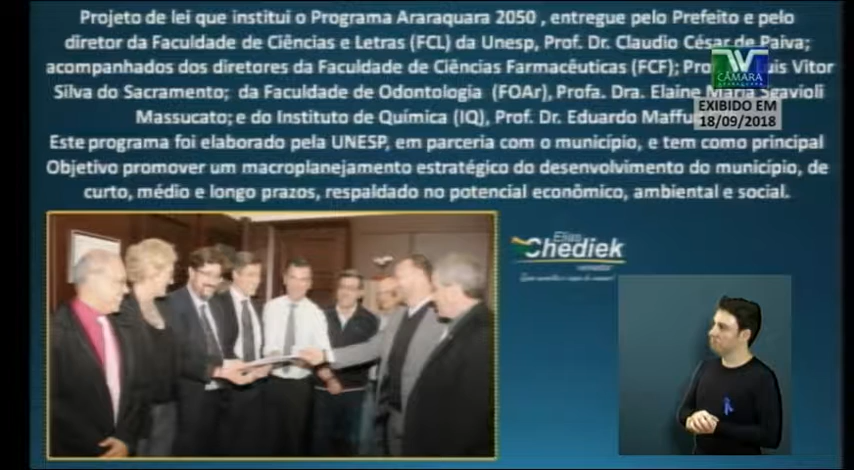 Projeto de lei que institui o Programa Araraquara 2050 , entregue pelo Prefeito e pelo
diretor da Faculdade de Ciências e Letras (FCL) da Unesp, Prof. Dr. Claudio César de Paiva;
acompanhados dos diretores da Faculdade de Ciências Farmacêuticas (FCF); Luis Vitor
Silva do Sacramento; da Faculdade de Odontologia (FOAr), Profa. Dra. Elaine Maria Sgavioli
Massucato; e do Instituto de Química (IQ), Prof. Dr. Eduardo
Este programa foi elaborado pela UNESP, em parceria com o município, e tem como principal
Objetivo promover um macroplanejamento estratégico do desenvolvimento do município, de
curto, médio e longo prazos, respaldado no potencial econômico, ambiental e social.
TV CÂMARA
EXIBIDO EM
18/09/2018
Elias
Chediek
vereador